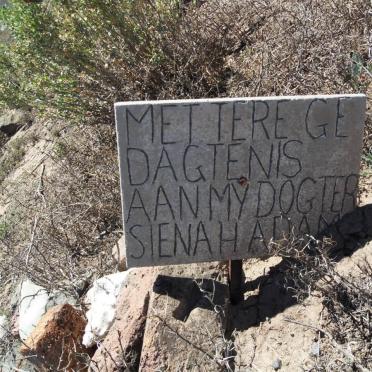 MET TERE GE
DAGTENIS
AAN MY DOGTER
SIENA H ADAMS